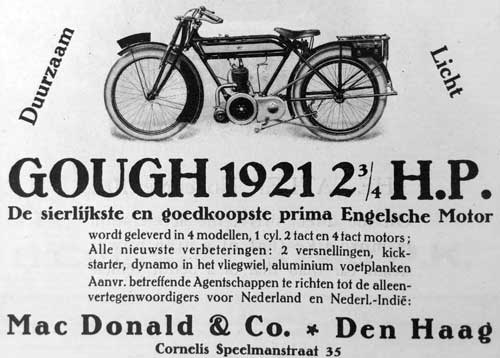 Duurzaam
Licht
GOUGH 1921 2¾ H.P.
De sierlijkste en goedkoopste prima Engelsche Motor
wordt geleverd in 4 modellen, 1 cyl. 2 tact en 4 tact motors;
Alle nieuwste verbeteringen: 2 versnellingen, kick-
starter, dynamo in het vliegwiel, aluminium voetplanken
Aanvr. betreffende Agentschappen te richten tot de alleen-
vertegenwoordigers voor Nederland en Nederl.-Indië:
Mac Donald & Co. * Den Haag
Cornelis Speelmanstraat 35